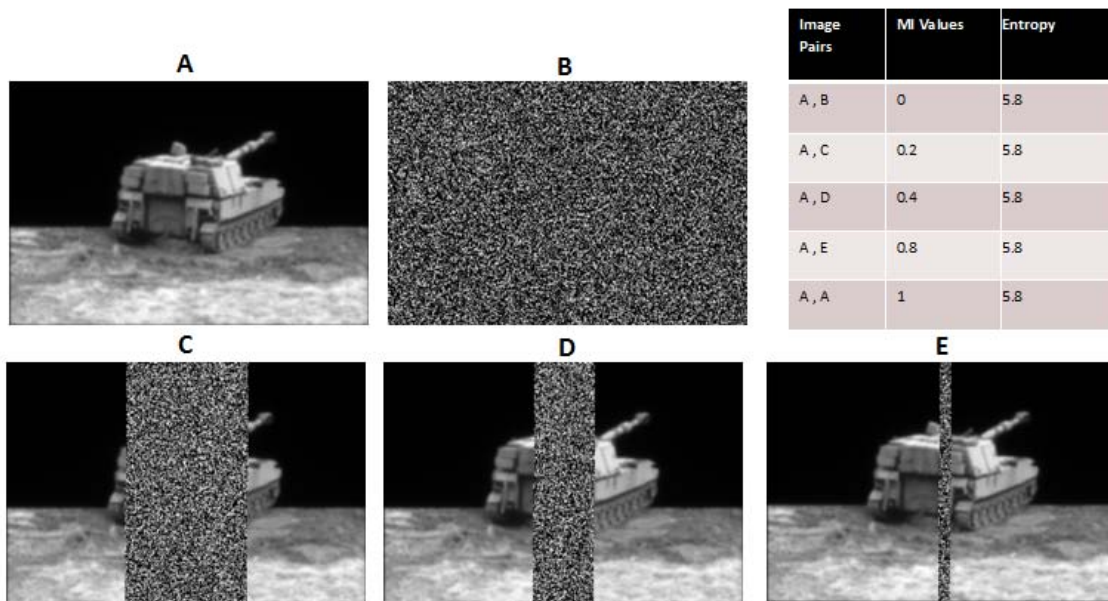 A
B
Image Pairs MI Values Entropy
A , B 0 5.8
A , C 0.2 5.8
A , D 0.4 5.8
A , E 0.8 5.8
A , A 1 5.8
C
D
E